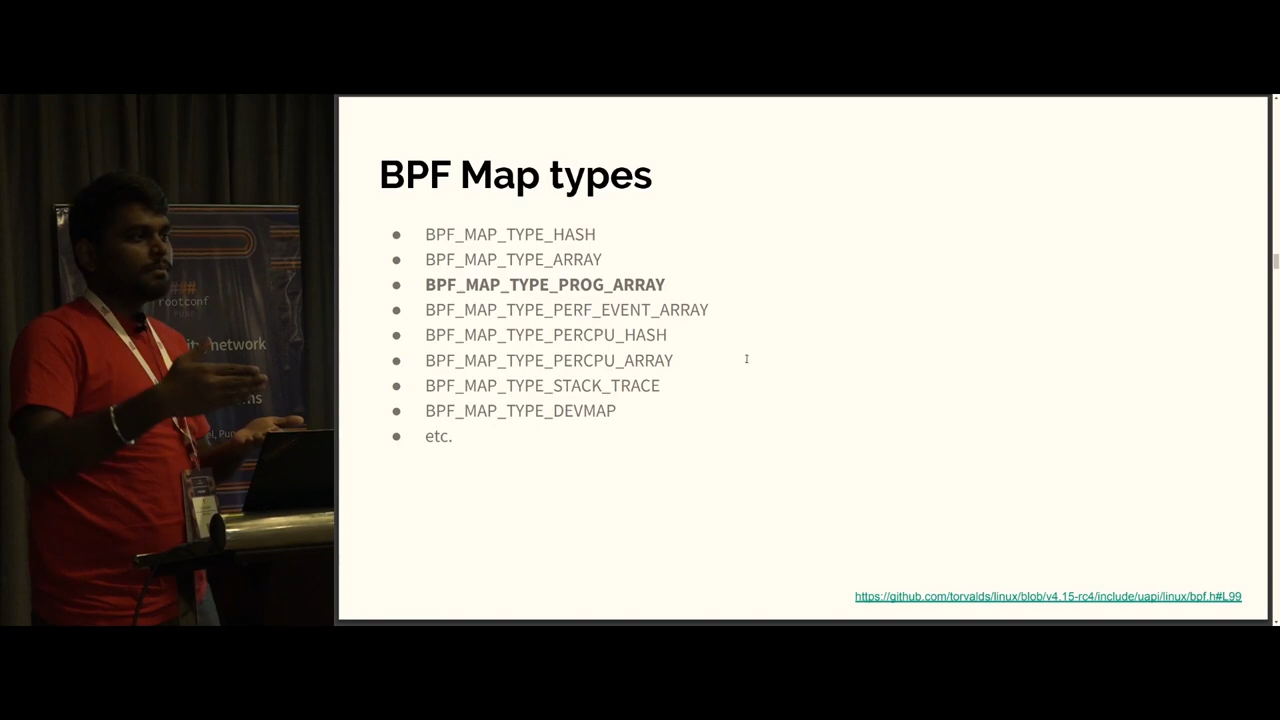 BPF Map types
● BPF_MAP_TYPE_HASH
● BPF_MAP_TYPE_ARRAY
● BPF_MAP_TYPE_PROG_ARRAY
● BPF_MAP_TYPE_PERF_EVENT_ARRAY
● BPF_MAP_TYPE_PERCPU_HASH
● BPF_MAP_TYPE_PERCPU_ARRAY
● BPF_MAP_TYPE_STACK_TRACE
● BPF_MAP_TYPE_DEVMAP
● etc.
https://github.com/torvalds/linux/blob/v4.15-rc4/include/uapi/linux/bpf.h#L99
rootconf
network